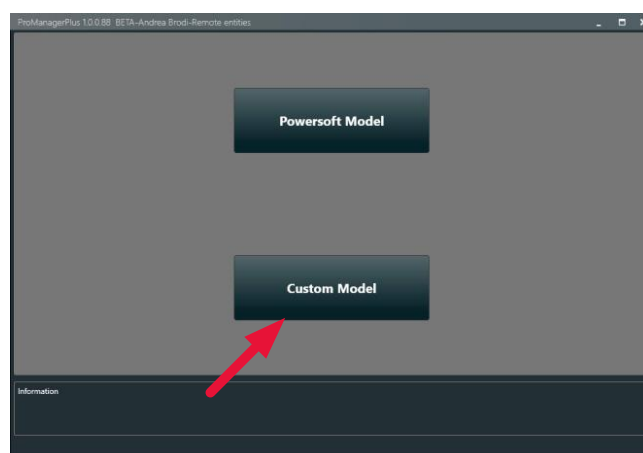 ProManagerPlus 1.0.0.88 BETA-Andrea Brodi-Remote entities
Powersoft Model
Custom Model
Information